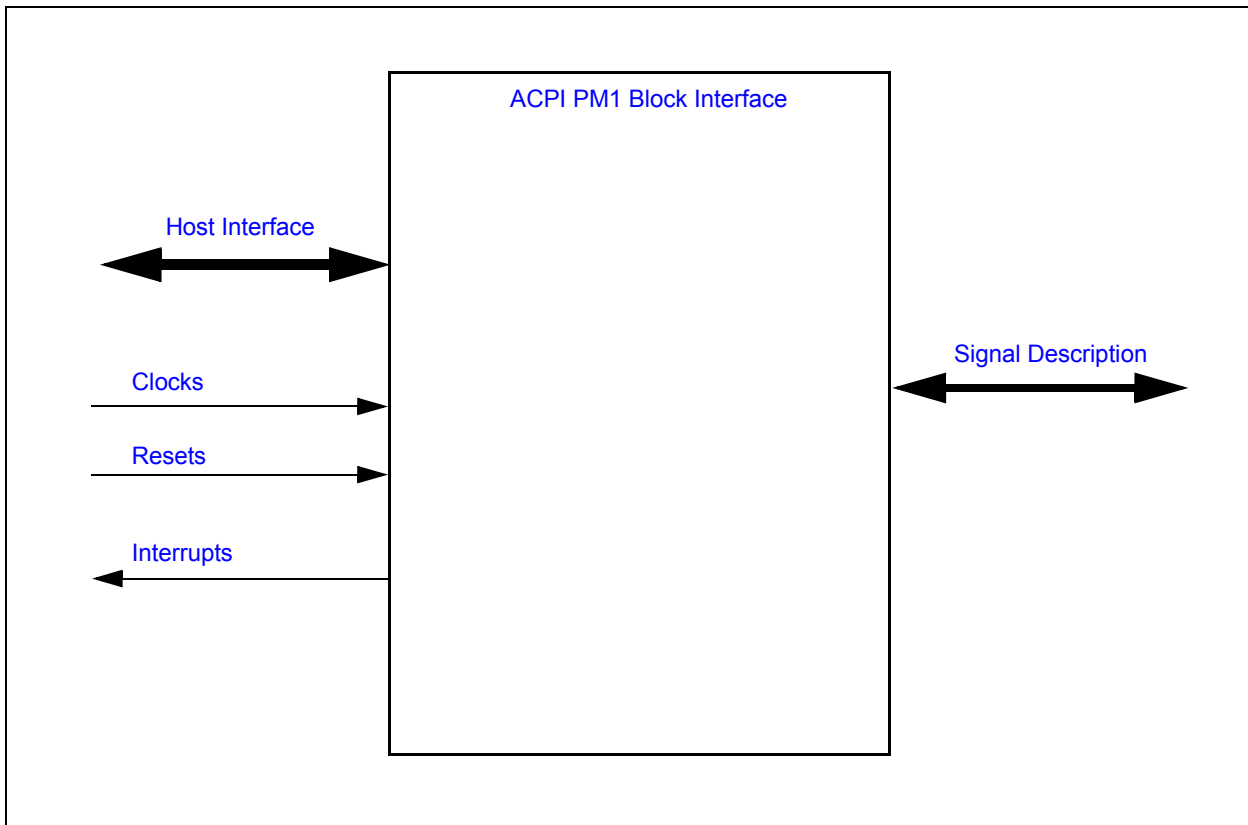 ACPI PM1 Block Interface
Host Interface
Signal Description
Clocks
Resets
Interrupts